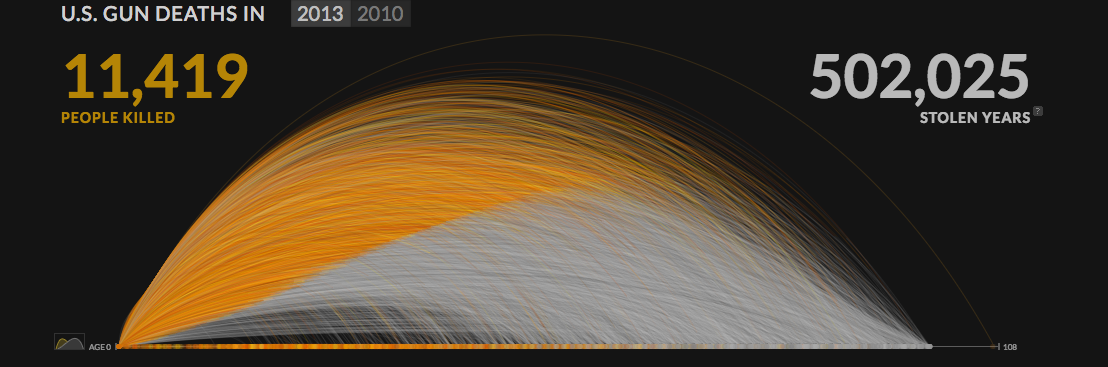 U.S. GUN DEATHS IN 2013 2010
11,419
PEOPLE KILLED
502,025
STOLEN YEARS ?
AGE 0
108